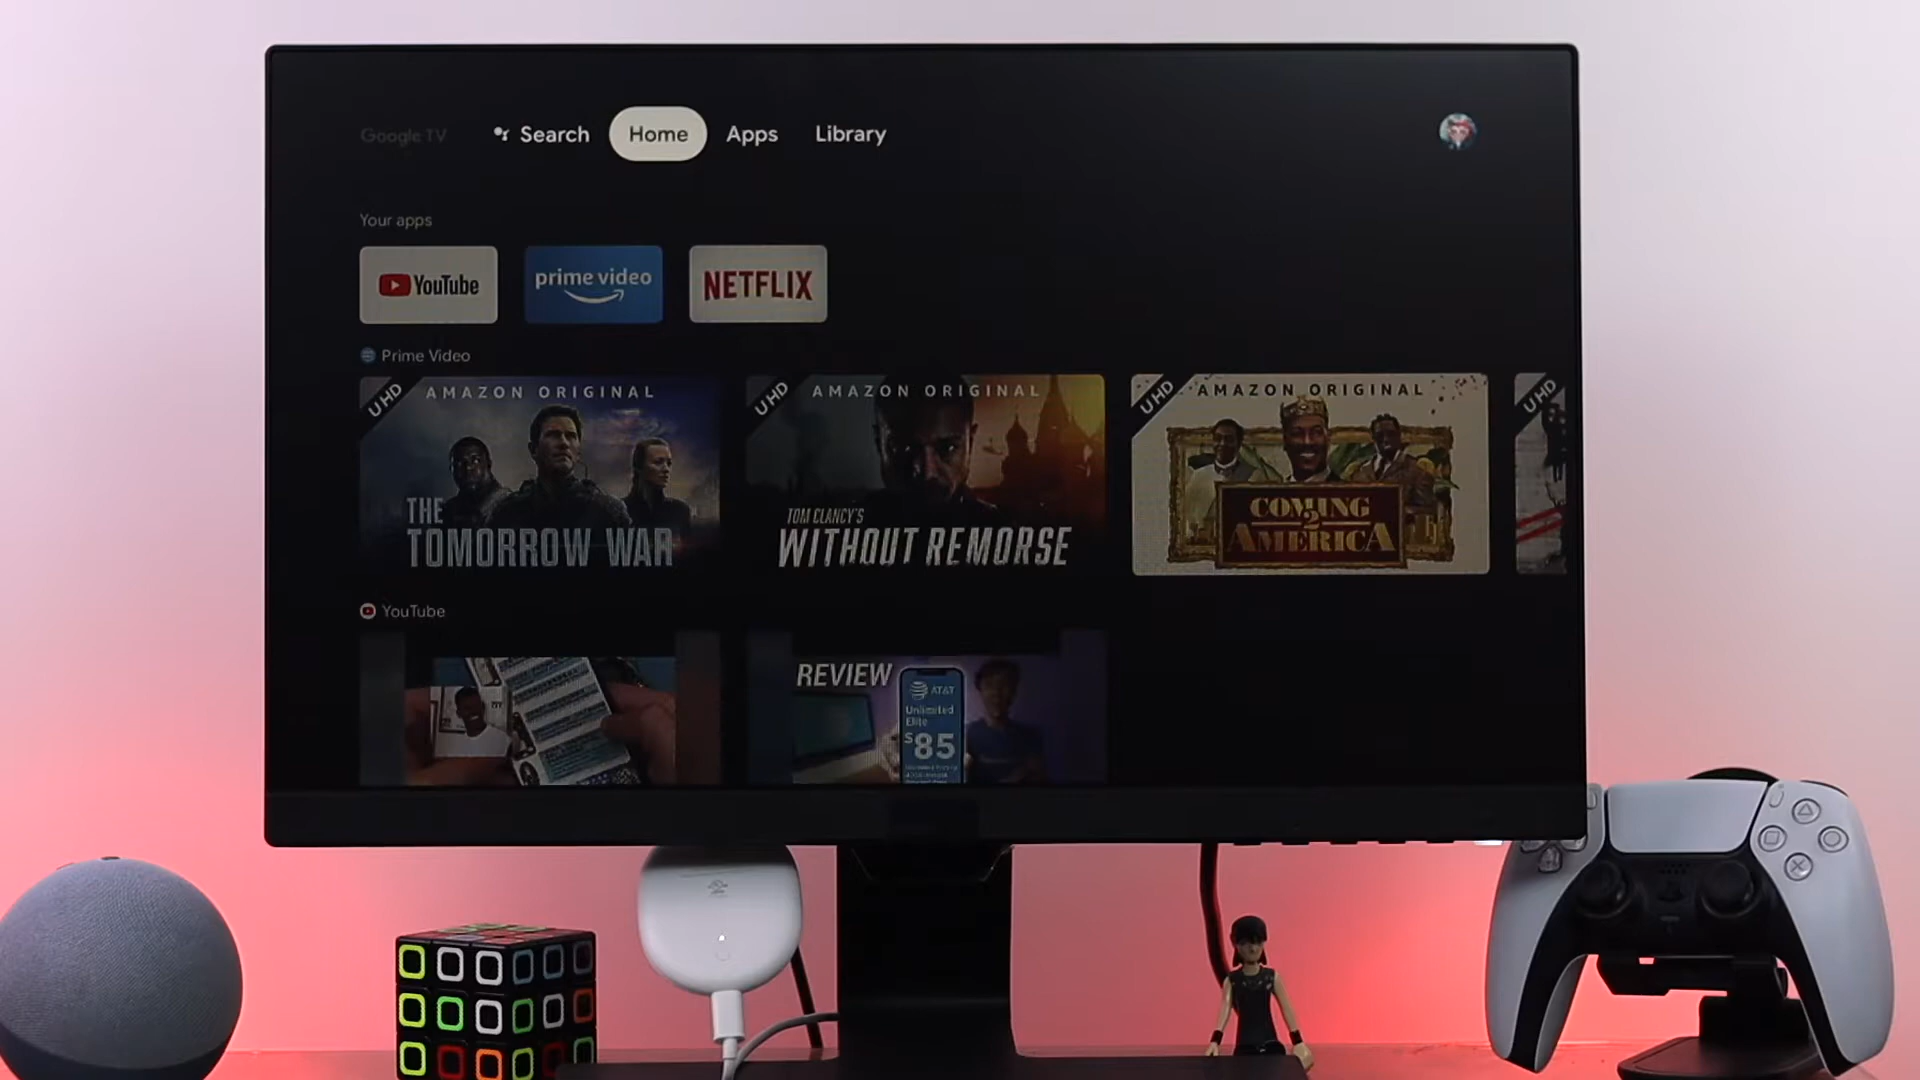 Google TV
Search
Home
Apps
Library
Your apps
YouTube
prime video
NETFLIX
Prime Video
UHD
AMAZON ORIGINAL
THE
TOMORROW WAR
UHD
AMAZON ORIGINAL
TOM CLANCY'S
WITHOUT REMORSE
UHD
AMAZON ORIGINAL
COMING
2
AMERICA
UHD
YouTube
REVIEW
AT&T
Unlimited
Elite
$85